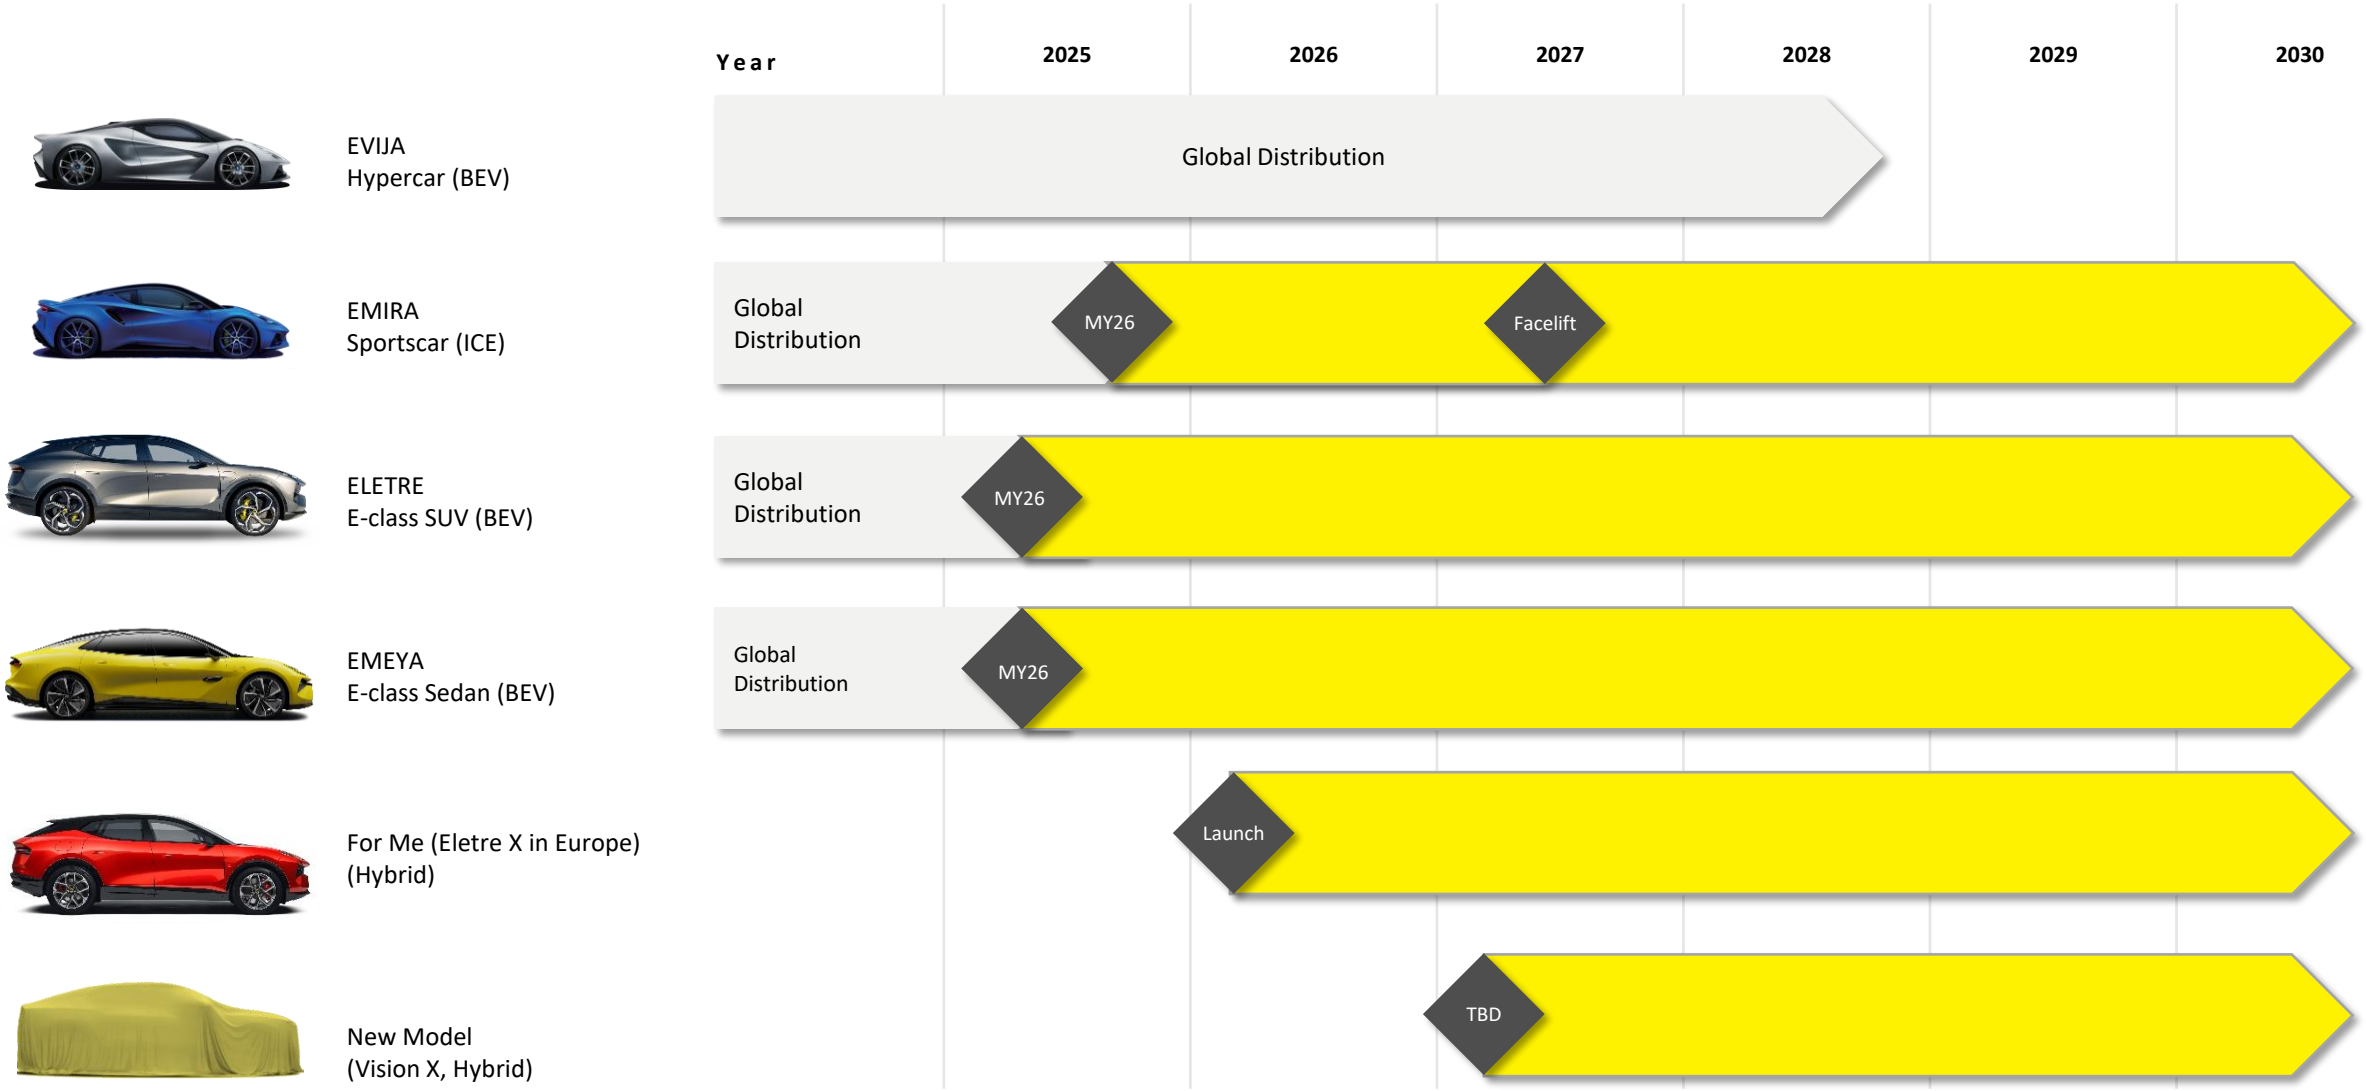 Year 2025 2026 2027 2028 2029 2030
EVIJA
Hypercar (BEV)
Global Distribution
EMIRA
Sportscar (ICE)
Global
Distribution
MY26
Facelift
ELETRE
E-class SUV (BEV)
Global
Distribution
MY26
EMEYA
E-class Sedan (BEV)
Global
Distribution
MY26
For Me (Eletre X in Europe)
(Hybrid)
Launch
New Model
(Vision X, Hybrid)
TBD